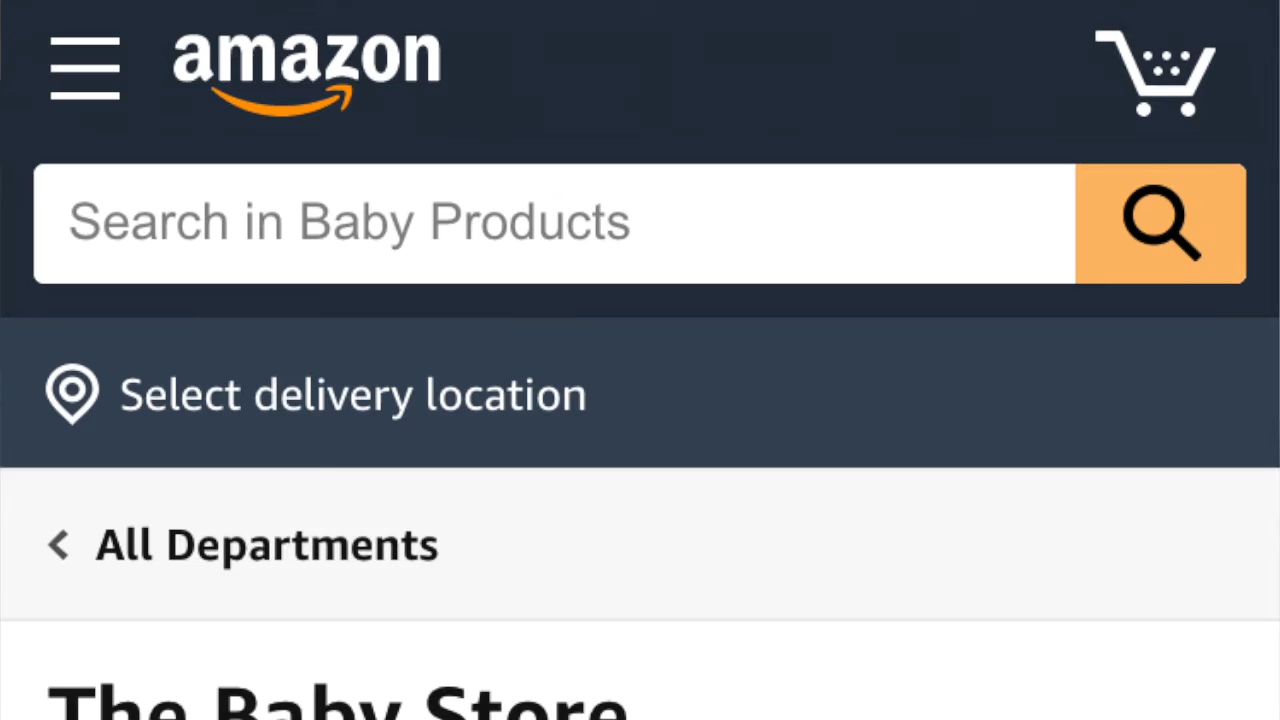 amazon
Search in Baby Products
Select delivery location
All Departments
The Baby Store